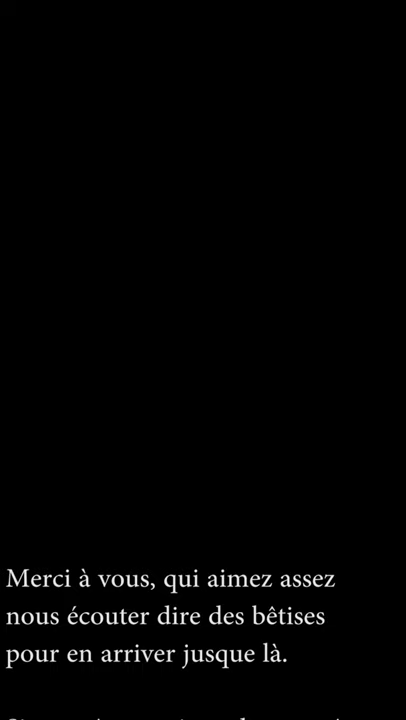 Merci à vous, qui aimez assez
nous écouter dire des bêtises
pour en arriver jusque là.